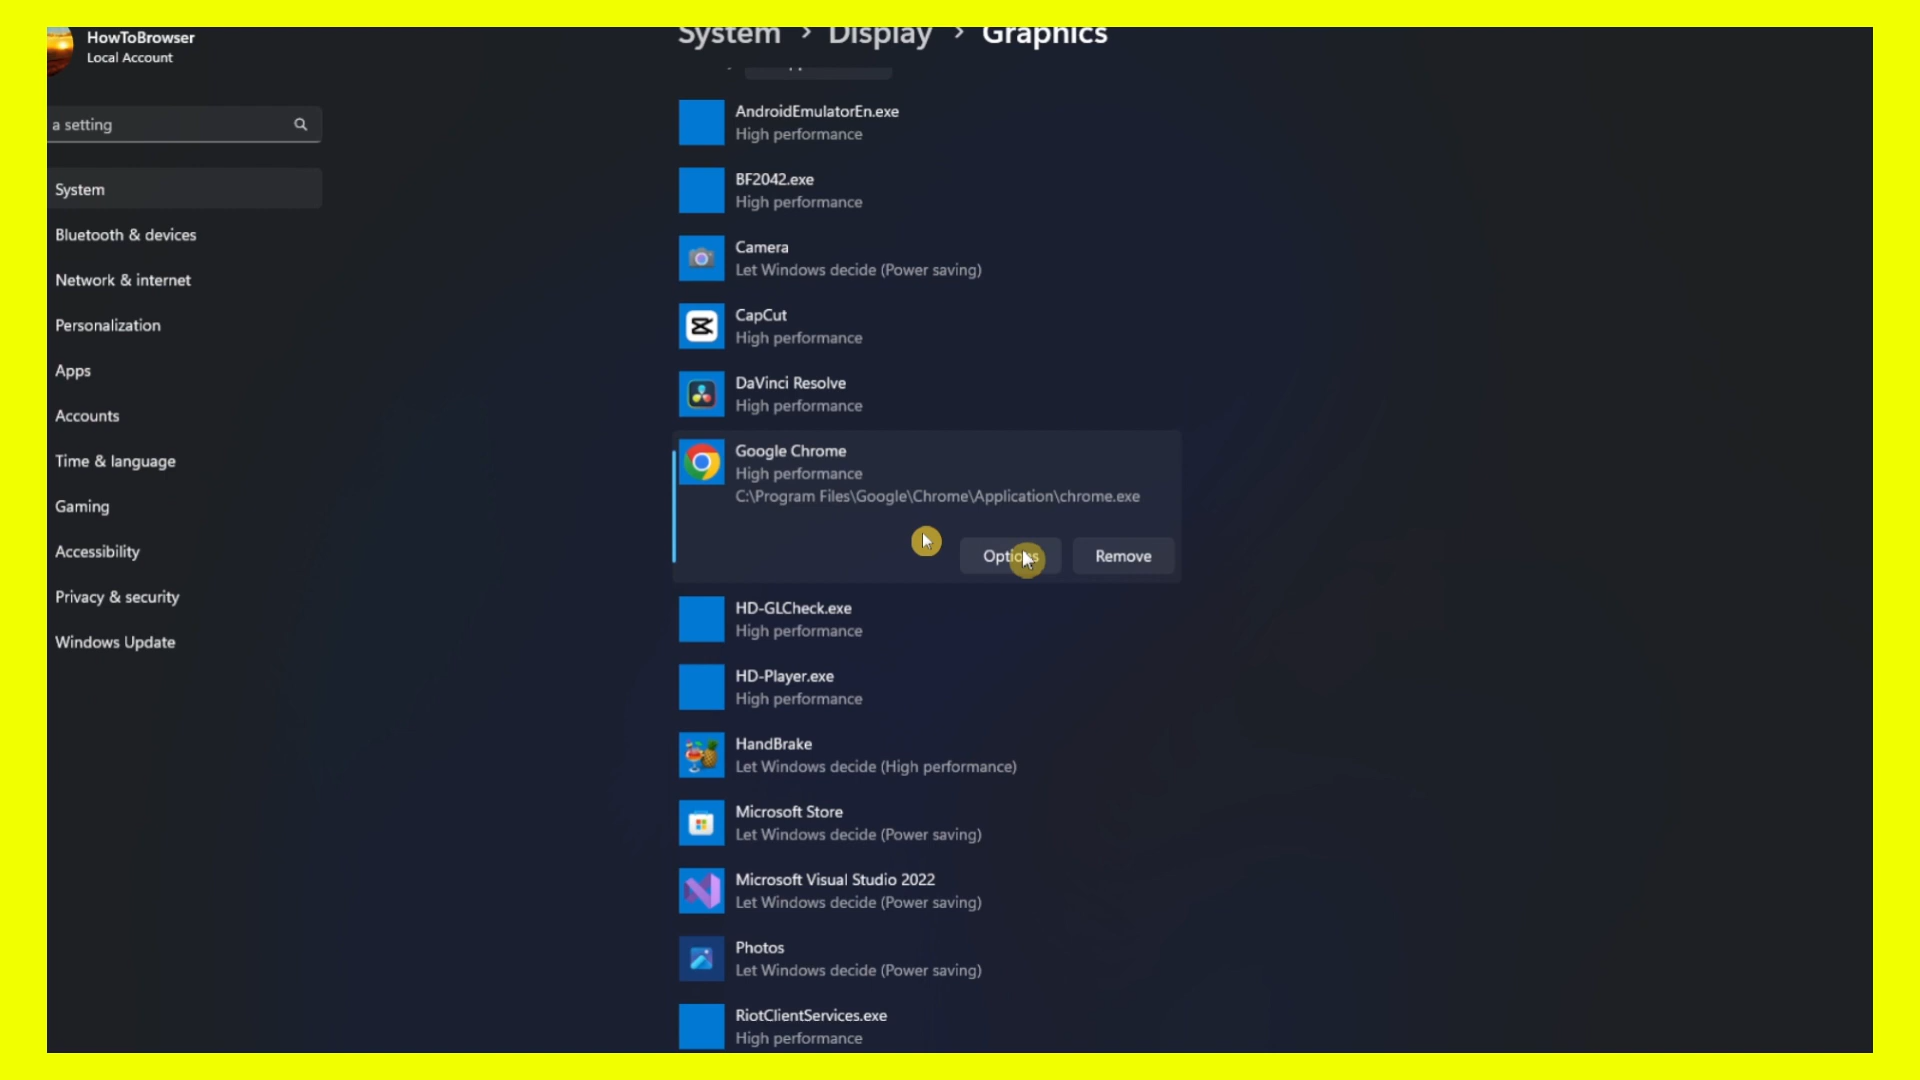 HowToBrowser
Local Account
a setting
System
Bluetooth & devices
Network & internet
Personalization
Apps
Accounts
Time & language
Gaming
Accessibility
Privacy & security
Windows Update
System > Display > Graphics
AndroidEmulatorEn.exe
High performance
BF2042.exe
High performance
Camera
Let Windows decide (Power saving)
CapCut
High performance
DaVinci Resolve
High performance
Google Chrome
High performance
C:\Program Files\Google\Chrome\Application\chrome.exe
Options Remove
HD-GLCheck.exe
High performance
HD-Player.exe
High performance
HandBrake
Let Windows decide (High performance)
Microsoft Store
Let Windows decide (Power saving)
Microsoft Visual Studio 2022
Let Windows decide (Power saving)
Photos
Let Windows decide (Power saving)
RiotClientServices.exe
High performance